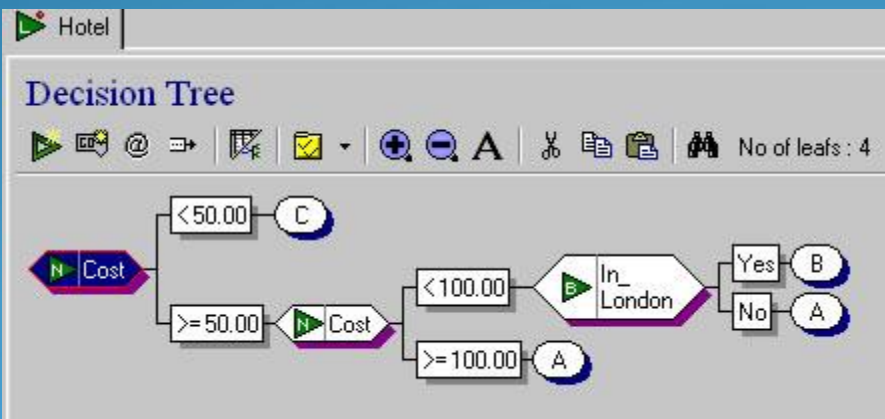 Hotel
Decision Tree
@ A No of leafs : 4
<50.00 C
N Cost
>=50.00 N Cost
<100.00 B In_
London
Yes B
No A
>=100.00 A